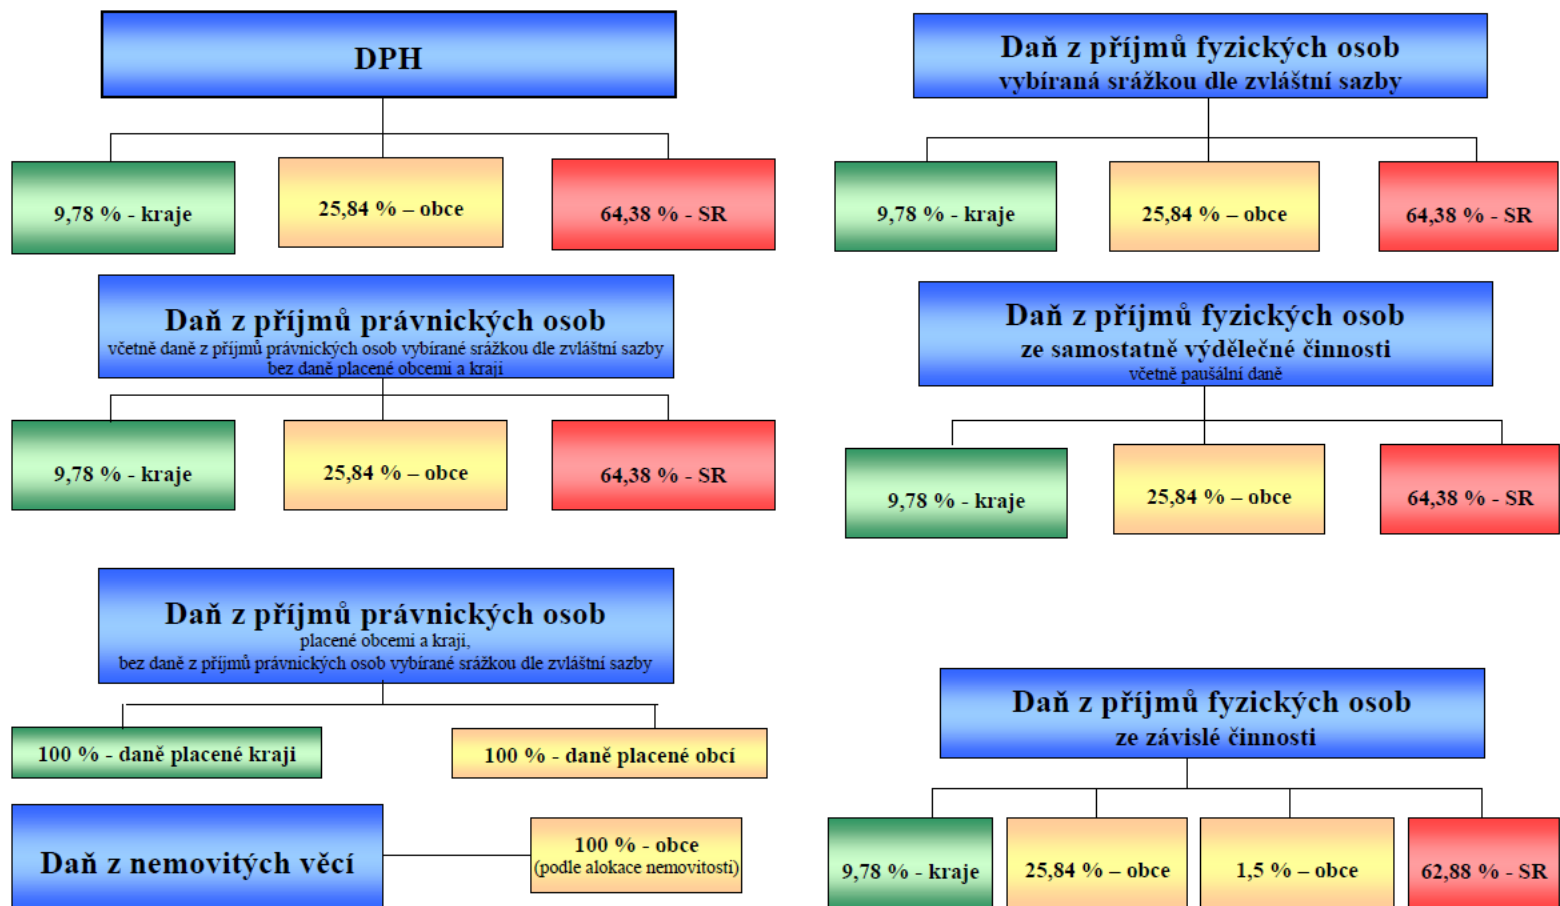 DPH
9,78 % - kraje
25,84 % – obce
64,38 % - SR
Daň z příjmů fyzických osob
vybíraná srážkou dle zvláštní sazby
9,78 % - kraje
25,84 % – obce
64,38 % - SR
Daň z příjmů právnických osob
včetně daně z příjmů právnických osob vybírané srážkou dle zvláštní sazby
bez daně placené obcemi a kraji
9,78 % - kraje
25,84 % – obce
64,38 % - SR
Daň z příjmů fyzických osob
ze samostatně výdělečné činnosti
včetně paušální daně
9,78 % - kraje
25,84 % – obce
64,38 % - SR
Daň z příjmů právnických osob
placené obcemi a kraji,
bez daně z příjmů právnických osob vybírané srážkou dle zvláštní sazby
100 % - daně placené kraji
100 % - daně placené obcí
Daň z nemovitých věcí
100 % - obce
(podle alokace nemovitosti)
Daň z příjmů fyzických osob
ze závislé činnosti
9,78 % - kraje
25,84 % – obce
1,5 % – obce
62,88 % - SR